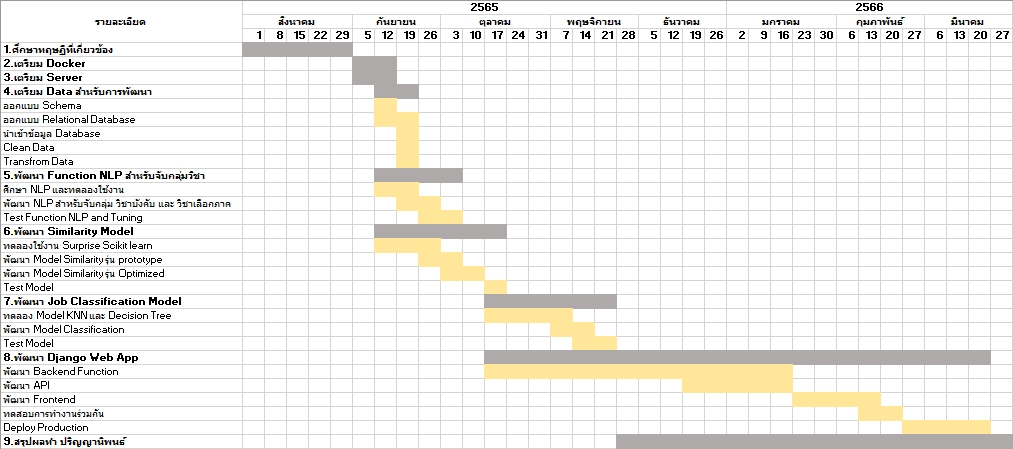 2565 2566
รายละเอียด สิงหาคม กันยายน ตุลาคม พฤษจิกายน ธันวาคม มกราคม กุมภาพันธ์ มีนาคม
1 8 15 22 29 5 12 19 26 3 10 17 24 31 7 14 21 28 5 12 19 26 2 9 16 23 30 6 13 20 27 6 13 20 27
1.ศึกษาทฤษฎีที่เกี่ยวข้อง
2.เตรียม Docker
3.เตรียม Server
4.เตรียม Data สำหรับการพัฒนา
ออกแบบ Schema
ออกแบบ Relational Database
นำเข้าข้อมูล Database
Clean Data
Transfrom Data
5.พัฒนา Function NLP สำหรับจับกลุ่มวิชา
ศึกษา NLP และทดลองใช้งาน
พัฒนา NLP สำหรับจับกลุ่ม วิชาบังคับ และ วิชาเลือกภาค
Test Function NLP and Tuning
6.พัฒนา Similarity Model
ทดลองใช้งาน Surprise Scikit learn
พัฒนา Model Similarity รุ่น prototype
พัฒนา Model Similarity รุ่น Optimized
Test Model
7.พัฒนา Job Classification Model
ทดลอง Model KNN และ Decision Tree
พัฒนา Model Classification
Test Model
8.พัฒนา Django Web App
พัฒนา Backend Function
พัฒนา API
พัฒนา Frontend
ทดสอบการทำงานร่วมกัน
Deploy Production
9.สรุปผลทำ ปริญญานิพนธ์